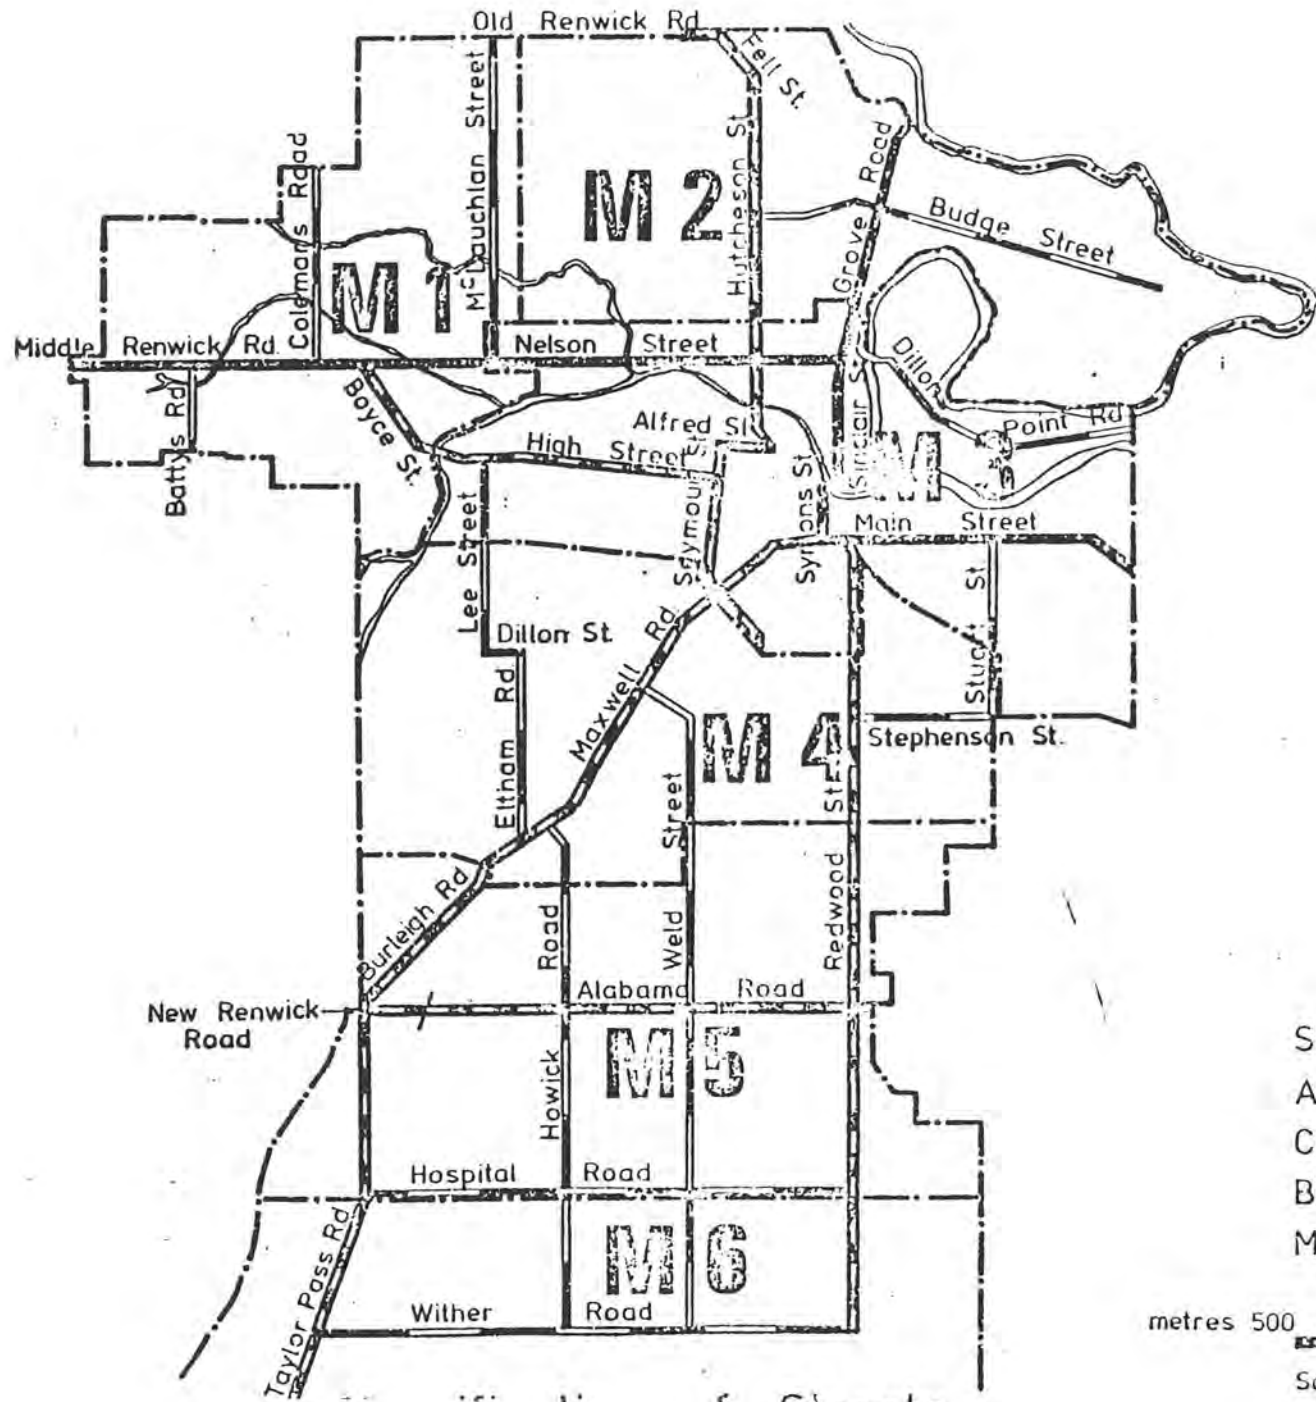 Old Renwick Rd
Fell St.
McLauchlan Street
Hutcheson St.
Grove Road
Colemans Road
M 2
Budge Street
M 1
Middle Renwick Rd.
Nelson Street
Dillon
Point Rd
Boyce St.
Alfred St.
High Street
Battys Rd
Seymour St
Symons St.
Sinclair St
M 3
Main Street
Lee Street
Dillon St.
Maxwell Rd
Stuart St
Eltham Rd
M 4
Stephenson St.
Street
St
Burleigh Rd
Road
Weld
Redwood
Alabama Road
New Renwick
Road
M 5
Howick
Hospital Road
Taylor Pass Rd
M 6
Wither Road
S
A
C
B
M
metres 500